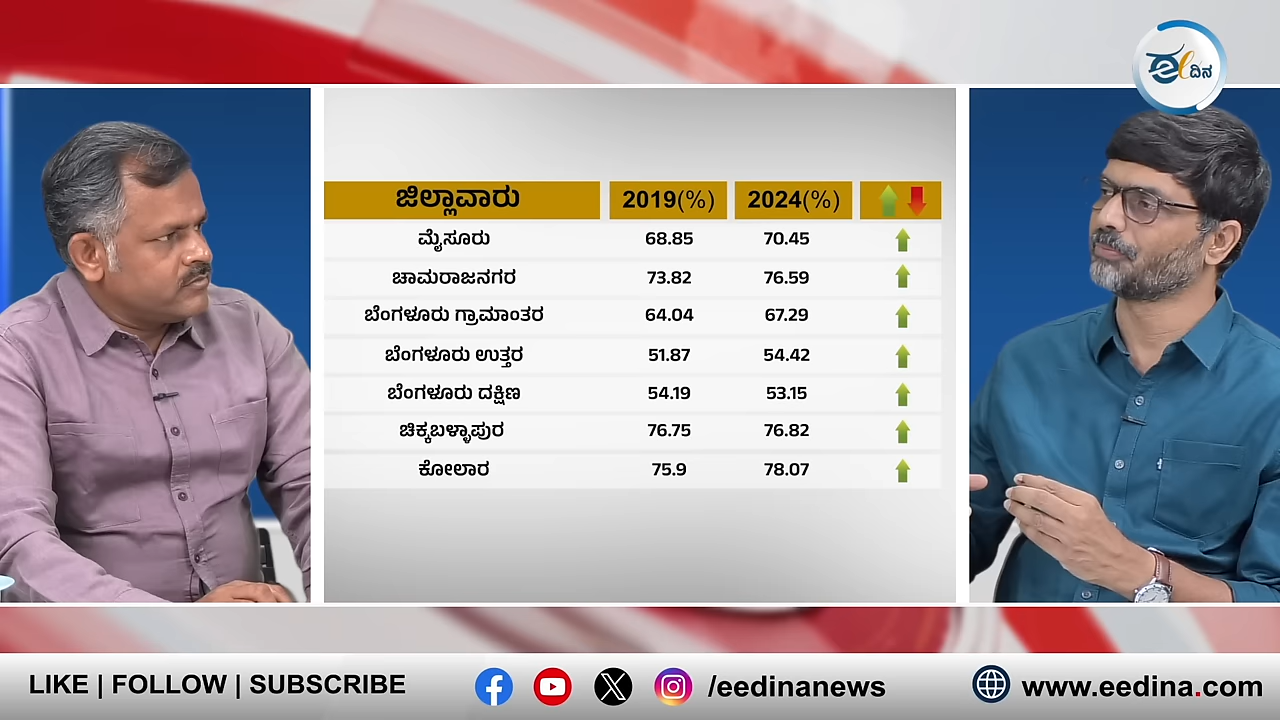 ಈ ದಿನ
ಜಿಲ್ಲಾವಾರು 2019(%) 2024(%)
ಮೈಸೂರು 68.85 70.45
ಚಾಮರಾಜನಗರ 73.82 76.59
ಬೆಂಗಳೂರು ಗ್ರಾಮಾಂತರ 64.04 67.29
ಬೆಂಗಳೂರು ಉತ್ತರ 51.87 54.42
ಬೆಂಗಳೂರು ದಕ್ಷಿಣ 54.19 53.15
ಚಿಕ್ಕಬಳ್ಳಾಪುರ 76.75 76.82
ಕೋಲಾರ 75.9 78.07
LIKE | FOLLOW | SUBSCRIBE /eedinanews www.eedina.com